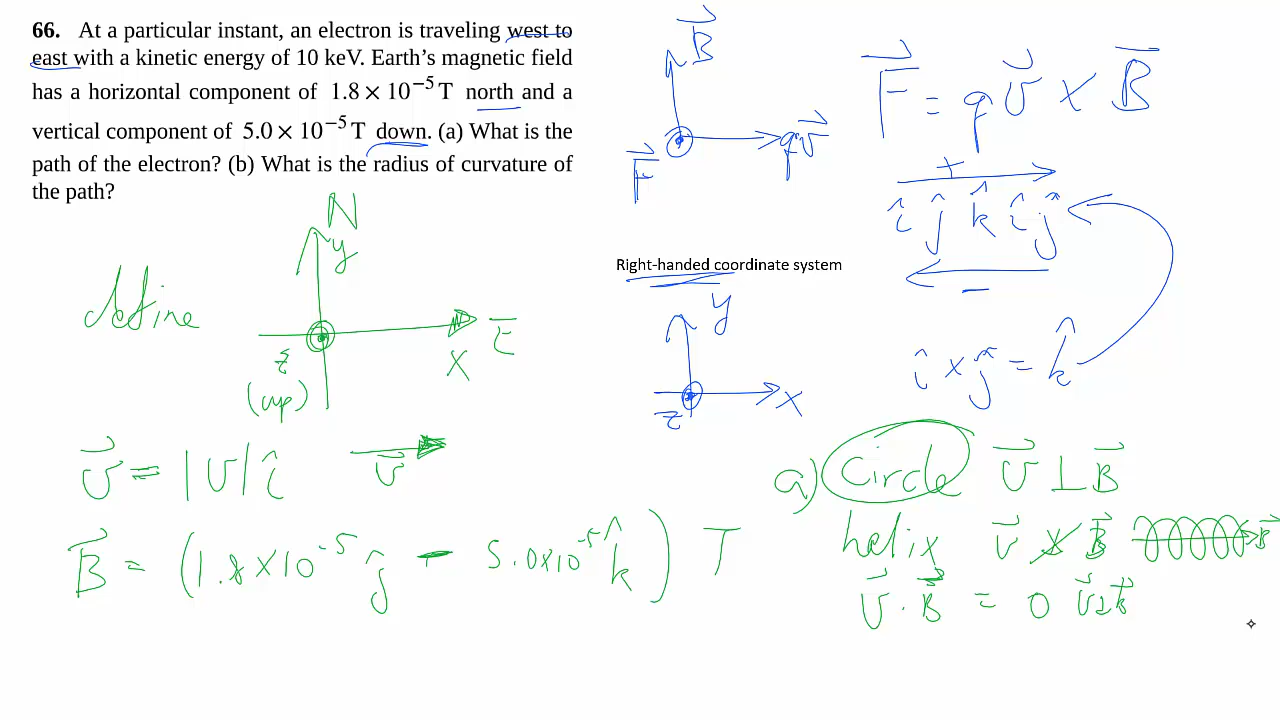 66. At a particular instant, an electron is traveling west to
east with a kinetic energy of 10 keV. Earth’s magnetic field
has a horizontal component of 1.8 × 10⁻⁵ T north and a
vertical component of 5.0 × 10⁻⁵ T down. (a) What is the
path of the electron? (b) What is the radius of curvature of
the path?
B⃗
qv⃗
F⃗
F⃗ = q v⃗ × B⃗
+
î ĵ k̂ î ĵ
−
î × ĵ = k̂
Right-handed coordinate system
y
x
z
define
N
y
E
x
z
(up)
v⃗ = |v| î
v⃗
B⃗ = (1.8 × 10⁻⁵ ĵ - 5.0 × 10⁻⁵ k̂) T
a) Circle v⃗ ⊥ B⃗
helix v⃗ ⊥̸ B⃗
B⃗
v⃗ · B⃗ = 0 v⃗ ⊥ B⃗